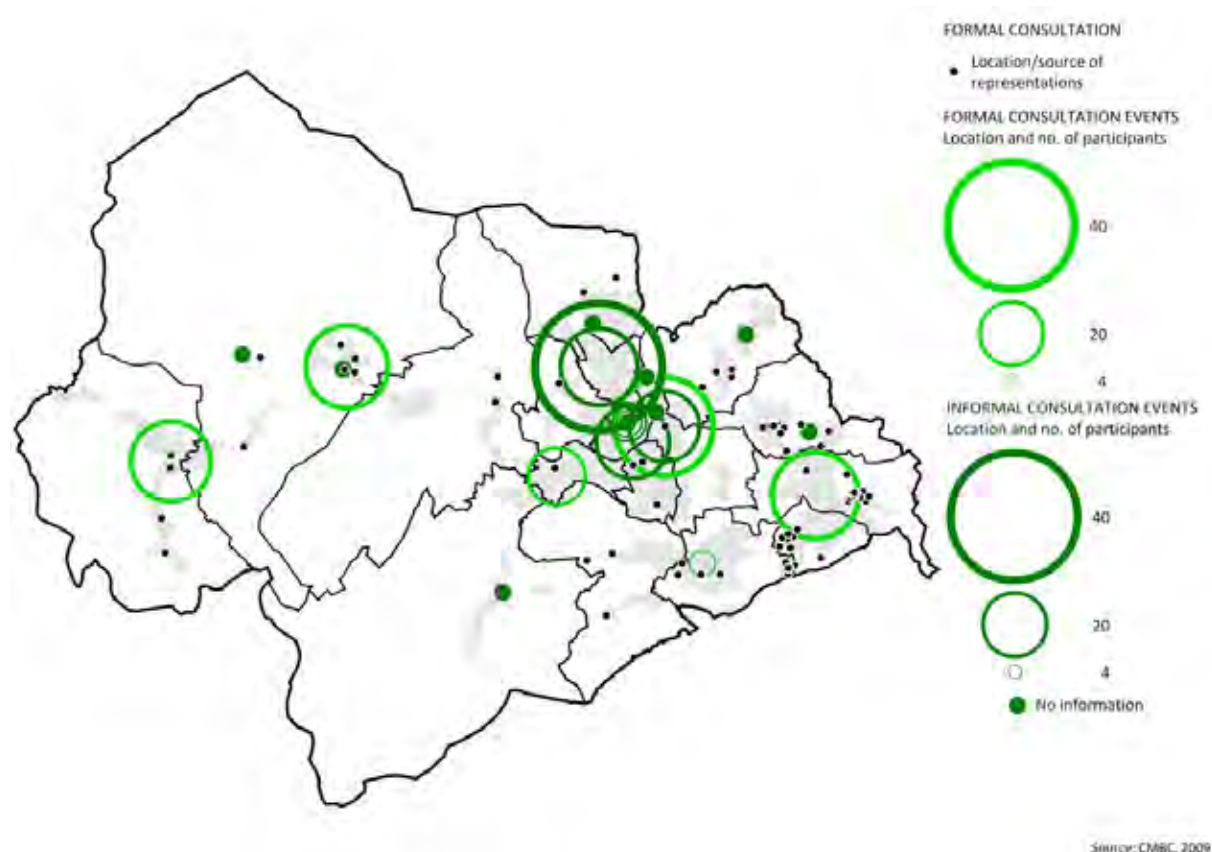 FORMAL CONSULTATION
Location/source of
representations
FORMAL CONSULTATION EVENTS
Location and no. of participants
40
20
4
INFORMAL CONSULTATION EVENTS
Location and no. of participants
40
20
4
No information
Source: CMBC, 2009